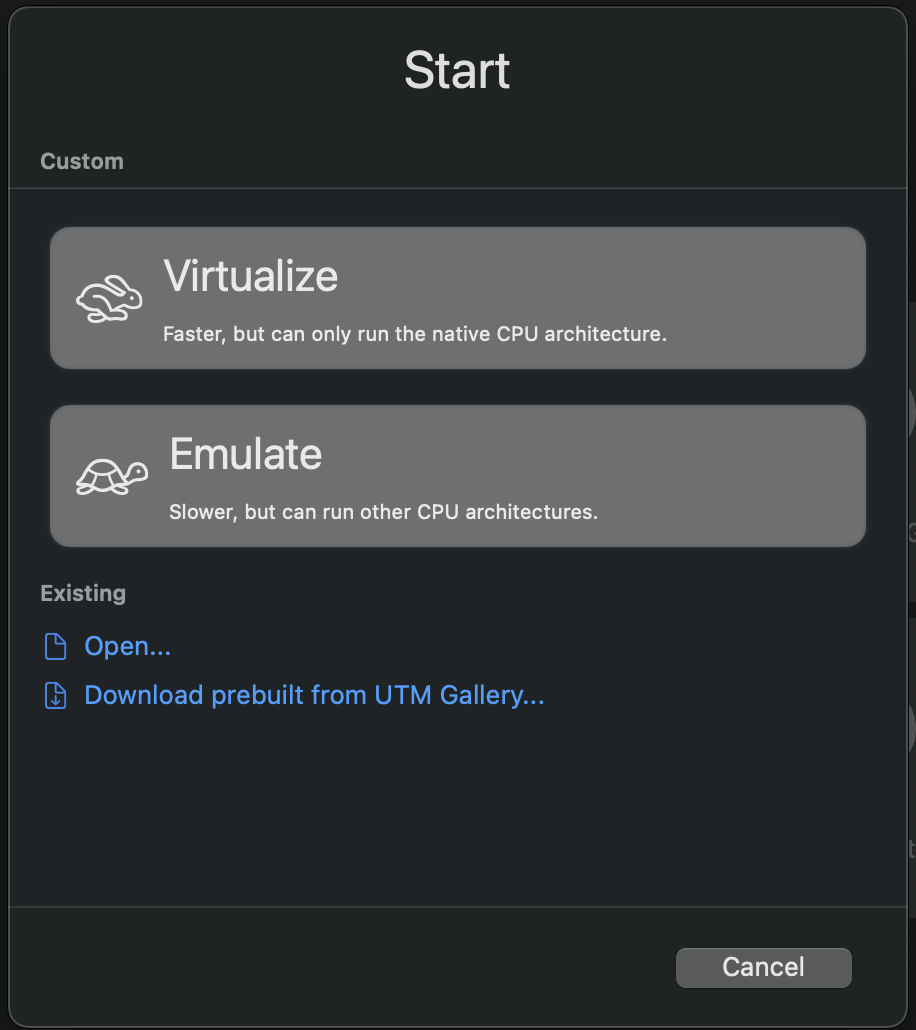 Start
Custom
Virtualize
Faster, but can only run the native CPU architecture.
Emulate
Slower, but can run other CPU architectures.
Existing
Open...
Download prebuilt from UTM Gallery...
Cancel